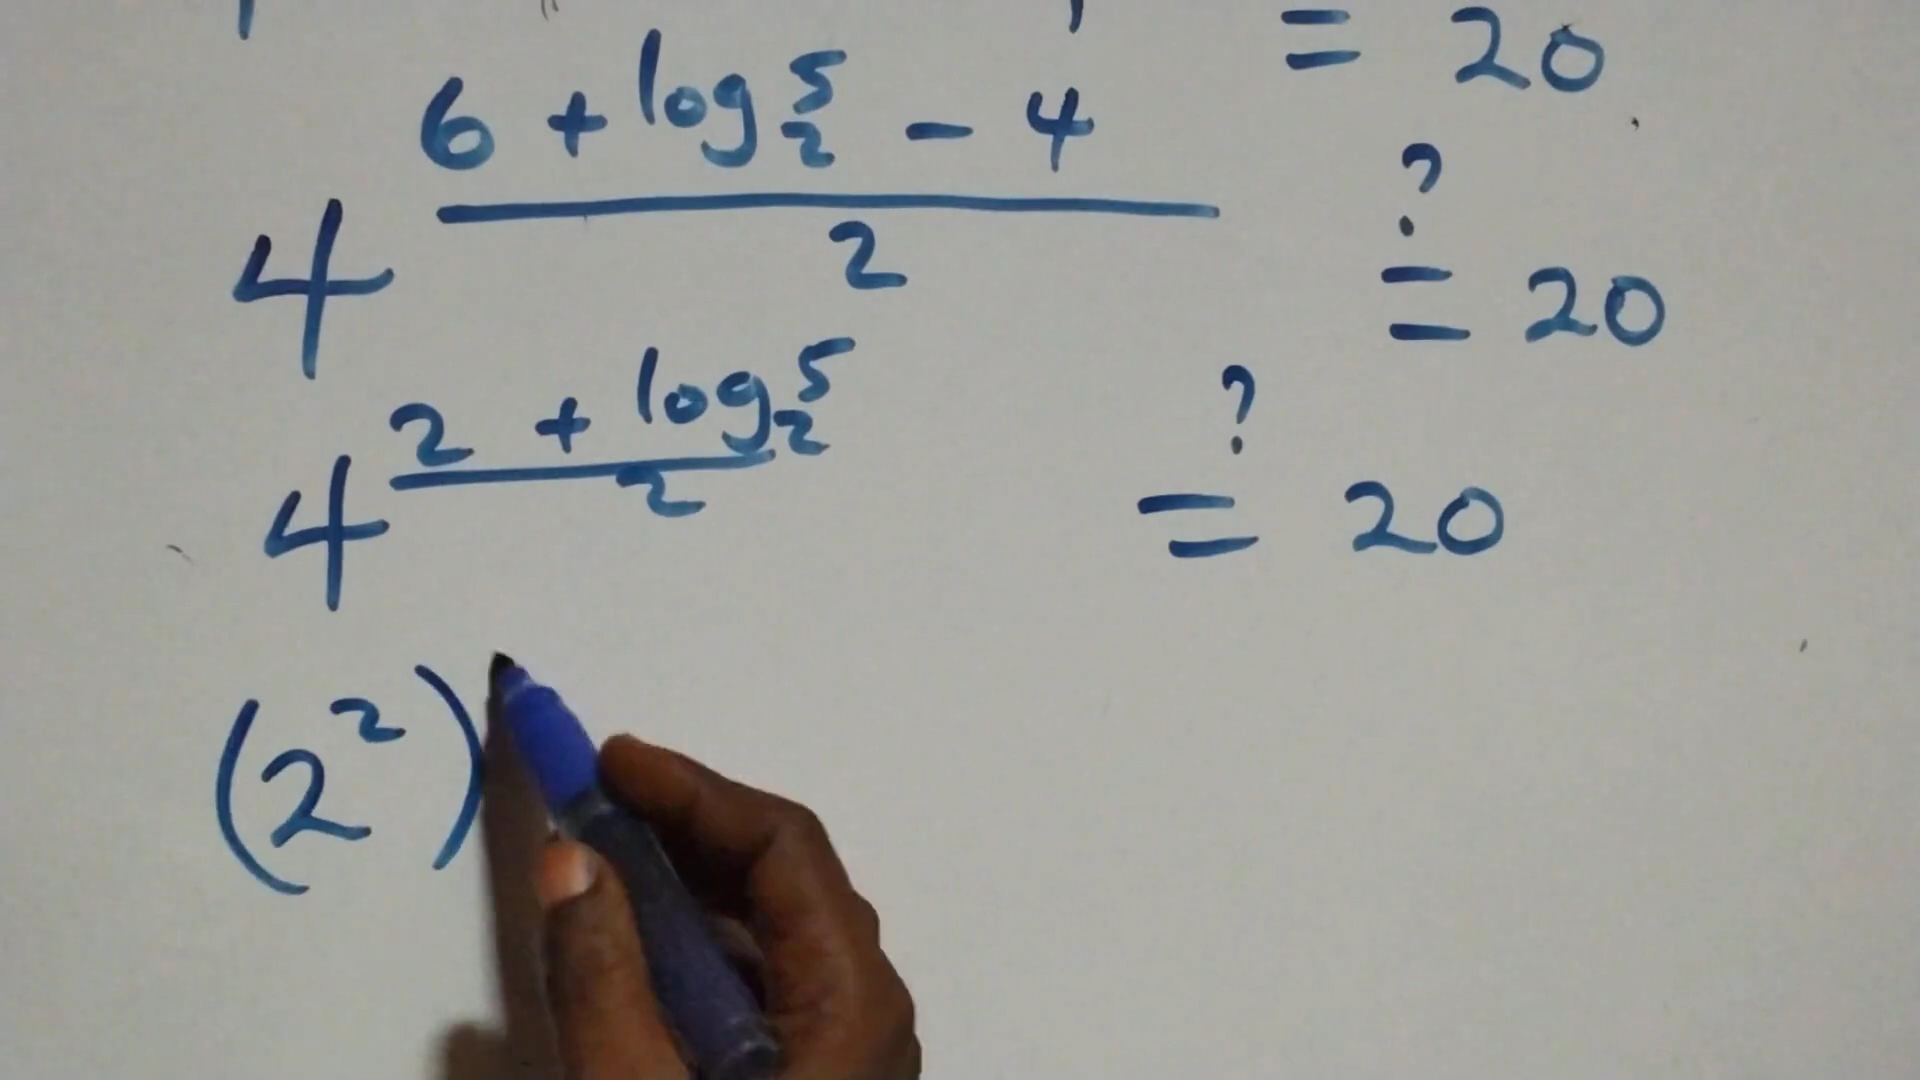 = 20
4^((6 + log₂5 - 4)/2) ?= 20
4^((2 + log₂5)/2) ?= 20
(2²)